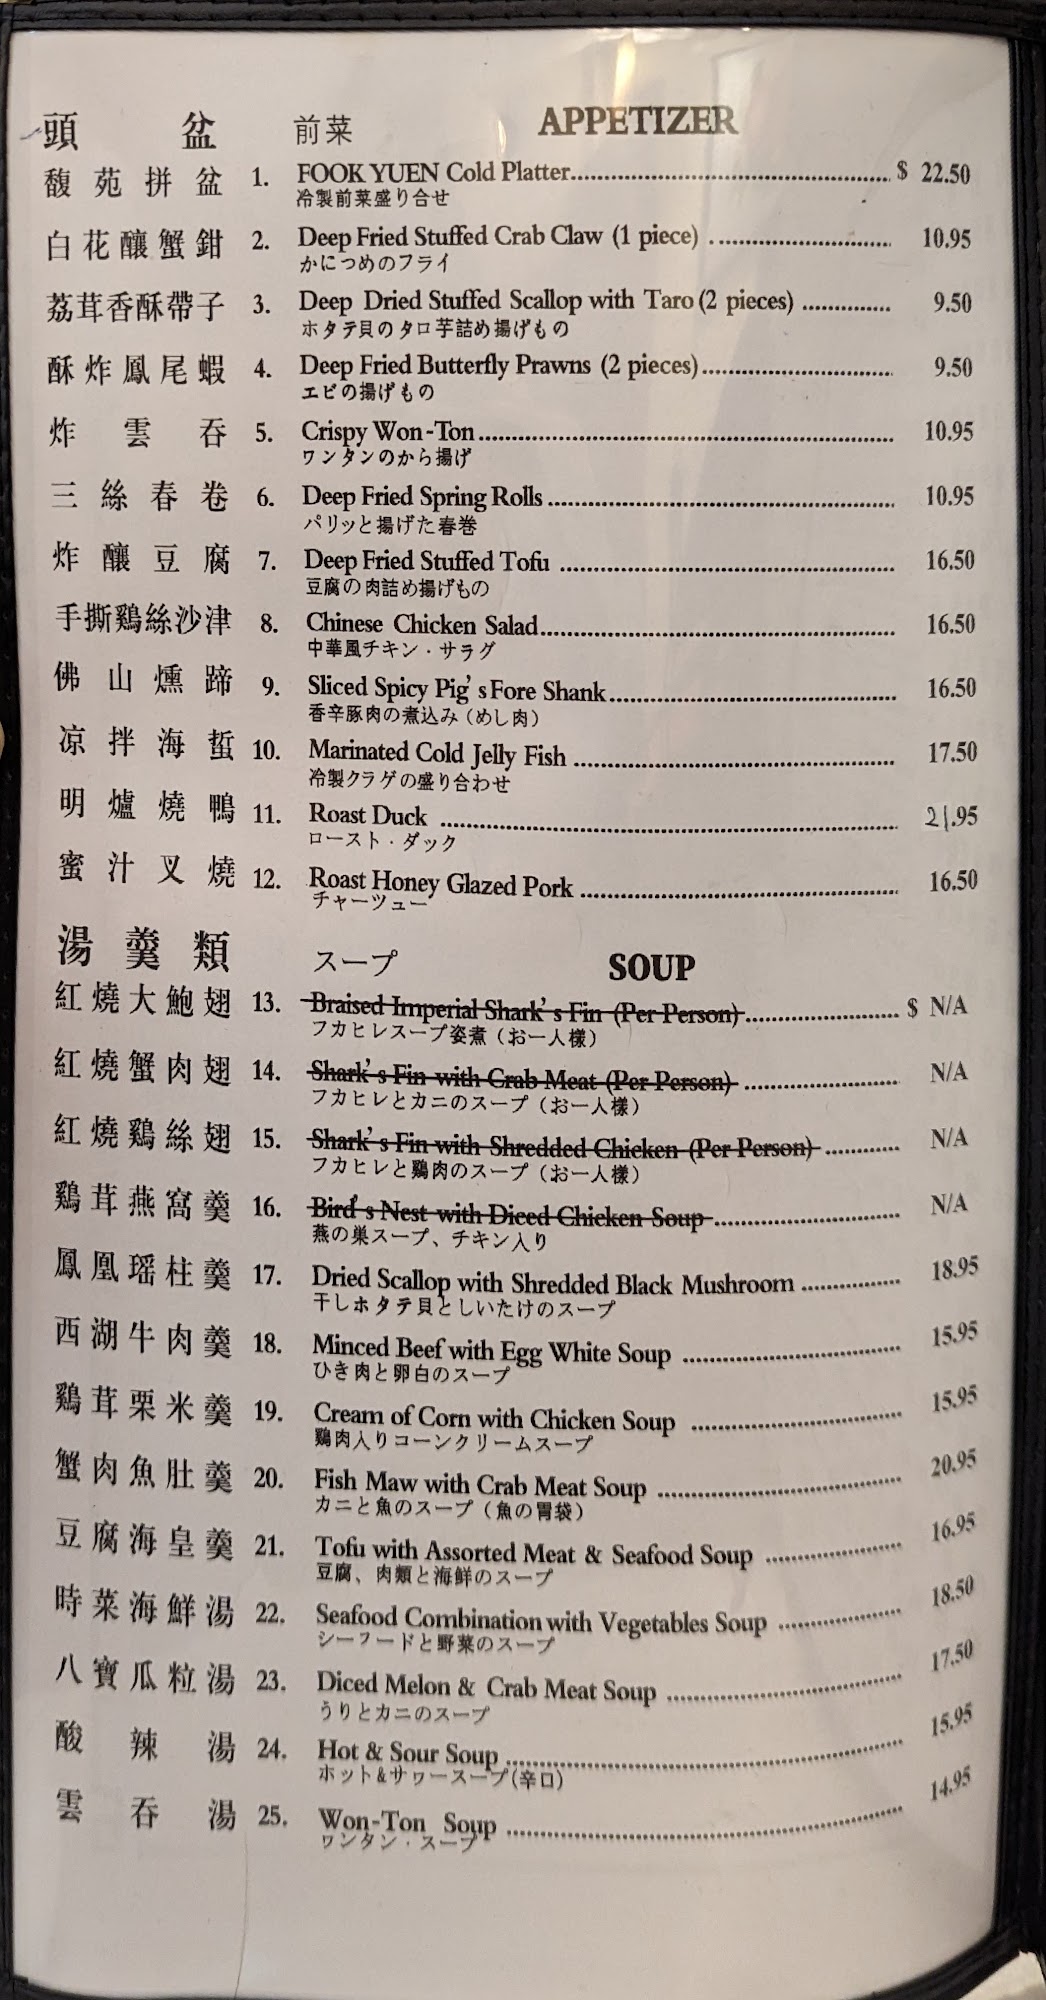 頭盆 前菜 APPETIZER
馥苑拼盆 1. FOOK YUEN Cold Platter $ 22.50
冷製前菜盛り合せ
白花釀蟹鉗 2. Deep Fried Stuffed Crab Claw (1 piece) 10.95
かにつめのフライ
荔茸香酥帶子 3. Deep Dried Stuffed Scallop with Taro (2 pieces) 9.50
ホタテ貝のタロ芋詰め揚げもの
酥炸鳳尾蝦 4. Deep Fried Butterfly Prawns (2 pieces) 9.50
エビの揚げもの
炸雲吞 5. Crispy Won-Ton 10.95
ワンタンのから揚げ
三絲春卷 6. Deep Fried Spring Rolls 10.95
パリッと揚げた春巻
炸釀豆腐 7. Deep Fried Stuffed Tofu 16.50
豆腐の肉詰め揚げもの
手撕鷄絲沙津 8. Chinese Chicken Salad 16.50
中華風チキン・サラグ
佛山燻蹄 9. Sliced Spicy Pig's Fore Shank 16.50
香辛豚肉の煮込み（めし肉）
凉拌海蜇 10. Marinated Cold Jelly Fish 17.50
冷製クラゲの盛り合わせ
明爐燒鴨 11. Roast Duck 21.95
ロースト・ダック
蜜汁叉燒 12. Roast Honey Glazed Pork 16.50
チャーツュー
湯羹類 スープ SOUP
紅燒大鮑翅 13. Braised Imperial Shark's Fin (Per Person) $ N/A
フカヒレスープ姿煮（お一人様）
紅燒蟹肉翅 14. Shark's Fin with Crab Meat (Per Person) N/A
フカヒレとカニのスープ（お一人様）
紅燒鷄絲翅 15. Shark's Fin with Shredded Chicken (Per Person) N/A
フカヒレと鶏肉のスープ（お一人様）
鷄茸燕窩羹 16. Bird's Nest with Diced Chicken Soup N/A
燕の巣スープ、チキン入り
鳳凰瑶柱羹 17. Dried Scallop with Shredded Black Mushroom 18.95
干しホタテ貝としいたけのスープ
西湖牛肉羹 18. Minced Beef with Egg White Soup 15.95
ひき肉と卵白のスープ
鷄茸栗米羹 19. Cream of Corn with Chicken Soup 15.95
鶏肉入りコーンクリームスープ
蟹肉魚肚羹 20. Fish Maw with Crab Meat Soup 20.95
カニと魚のスープ（魚の胃袋）
豆腐海皇羹 21. Tofu with Assorted Meat & Seafood Soup 16.95
豆腐、肉類と海鮮のスープ
時菜海鮮湯 22. Seafood Combination with Vegetables Soup 18.50
シーフードと野菜のスープ
八寶瓜粒湯 23. Diced Melon & Crab Meat Soup 17.50
うりとカニのスープ
酸辣湯 24. Hot & Sour Soup 15.95
ホット&サワースープ(辛口)
雲吞湯 25. Won-Ton Soup 14.95
ワンタン・スープ